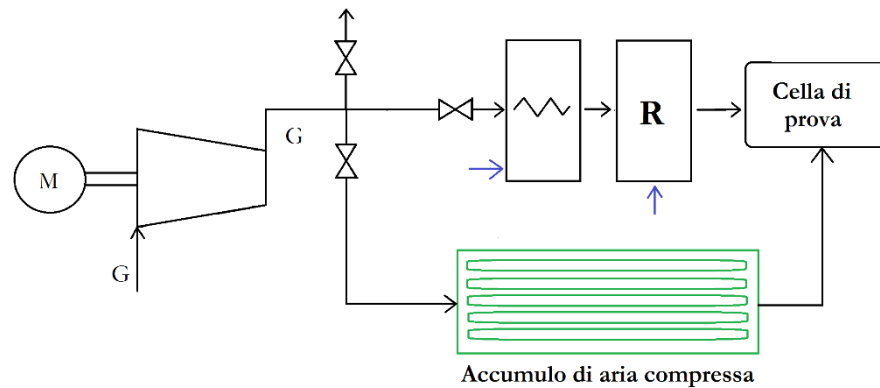 Cella di
prova
R
G
M
G
Accumulo di aria compressa